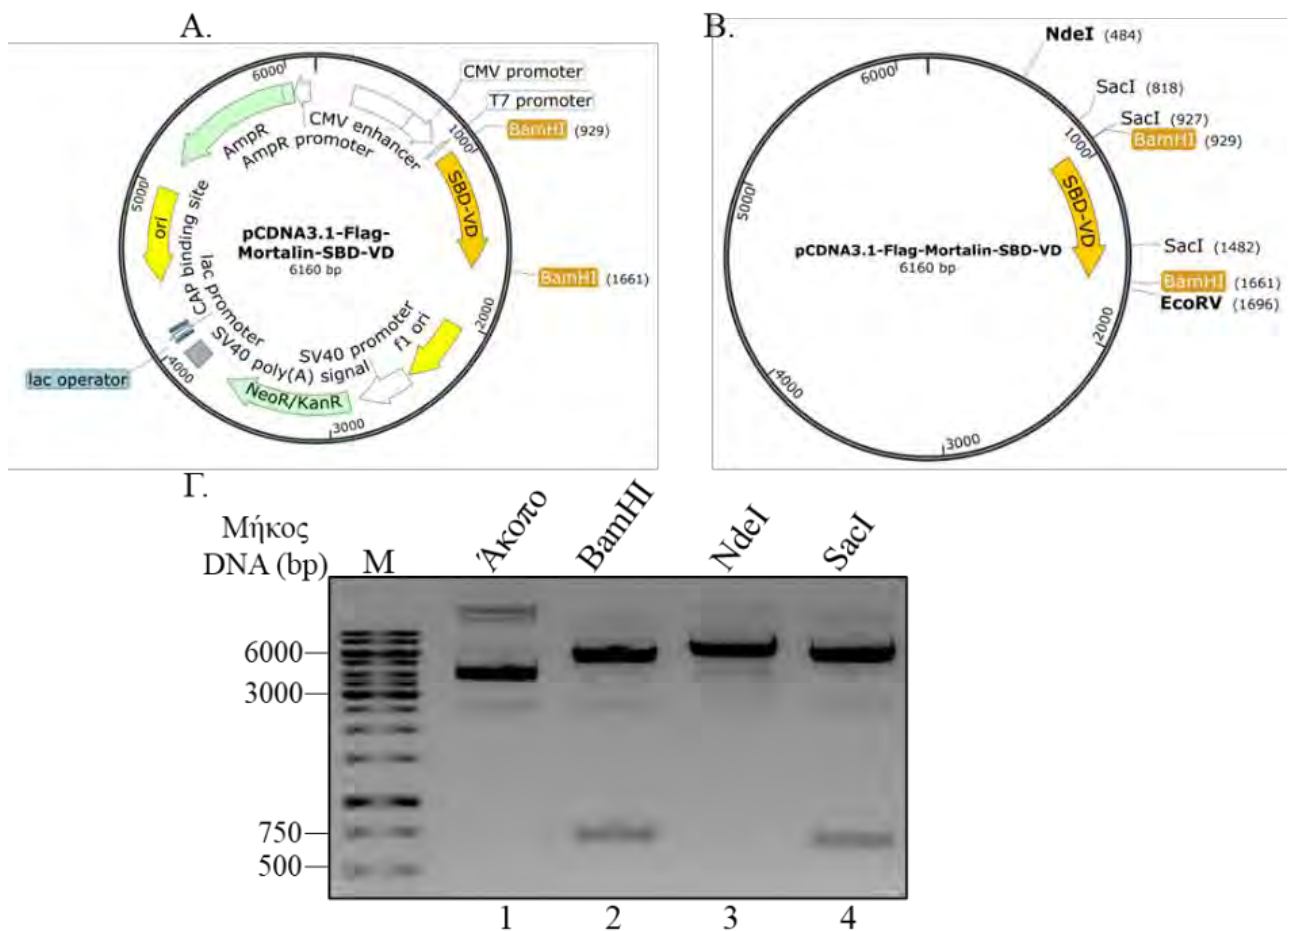 A.
B.
6000
CMV promoter
T7 promoter
BamHI (929)
1000
CMV enhancer
AmpR promoter
AmpR
5000
ori
CAP binding site
lac promoter
lac operator
4000
pCDNA3.1-Flag-
Mortalin-SBD-VD
6160 bp
SBD-VD
BamHI (1661)
2000
f1 ori
SV40 promoter
SV40 poly(A) signal
NeoR/KanR
3000
NdeI (484)
SacI (818)
SacI (927)
BamHI (929)
6000
1000
SBD-VD
5000
pCDNA3.1-Flag-Mortalin-SBD-VD
6160 bp
SacI (1482)
BamHI (1661)
EcoRV (1696)
2000
4000
3000
Γ.
Μήκος
DNA (bp)
M
Άκοπο
BamHI
NdeI
SacI
6000
3000
750
500
1 2 3 4